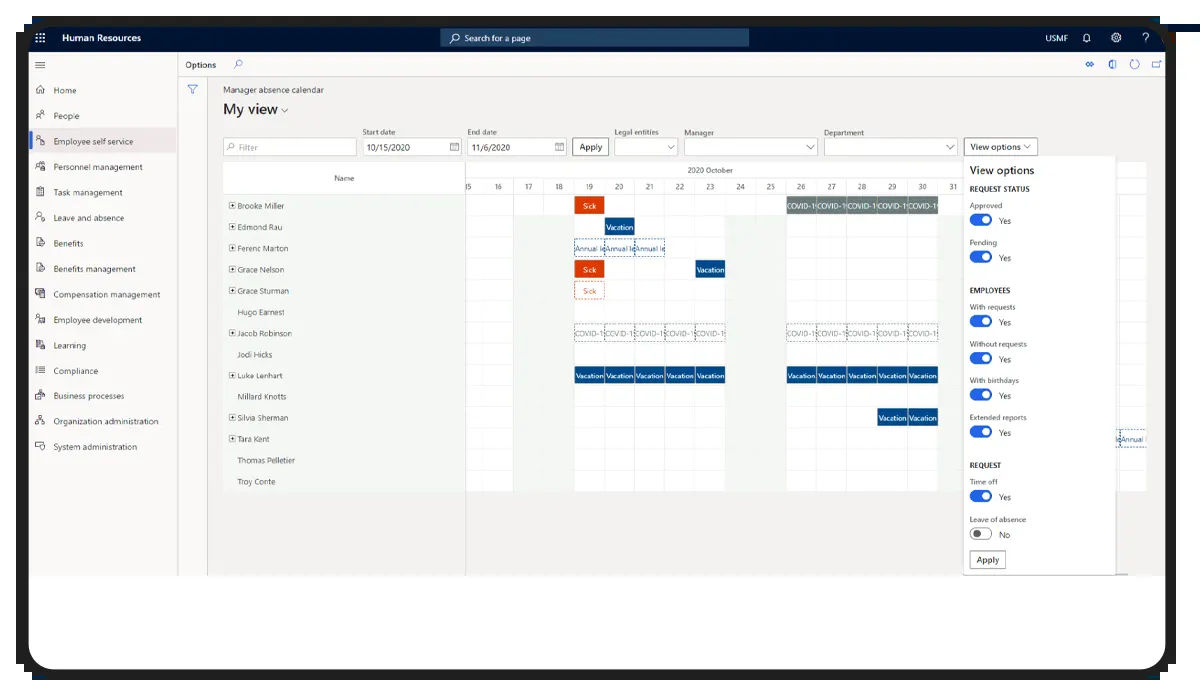 Human Resources
Search for a page
USMF
?
Options
Home
People
Employee self service
Personnel management
Task management
Leave and absence
Benefits
Benefits management
Compensation management
Employee development
Learning
Compliance
Business processes
Organization administration
System administration
Manager absence calendar
My view
Filter
Start date
10/15/2020
End date
11/6/2020
Apply
Legal entities
Manager
Department
View options
Name
2020 October
15 16 17 18 19 20 21 22 23 24 25 26 27 28 29 30 31
Brooke Miller Sick COVID-1 COVID-1 COVID-1 COVID-1 COVID-1
Edmond Rau Vacation
Ferenc Marton Annual le Annual le Annual le
Grace Nelson Sick Vacation
Grace Sturman Sick
Hugo Earnest
Jacob Robinson COVID-1 COVID-1 COVID-1 COVID-1 COVID-1 COVID-1 COVID-1 COVID-1 COVID-1 COVID-1
Jodi Hicks
Luke Lenhart Vacation Vacation Vacation Vacation Vacation Vacation Vacation Vacation Vacation Vacation
Millard Knotts
Silvia Sherman Vacation Vacation
Tara Kent Annual
Thomas Pelletier
Troy Conte
View options
REQUEST STATUS
Approved
Yes
Pending
Yes
EMPLOYEES
With requests
Yes
Without requests
Yes
With birthdays
Yes
Extended reports
Yes
REQUEST
Time off
Yes
Leave of absence
No
Apply